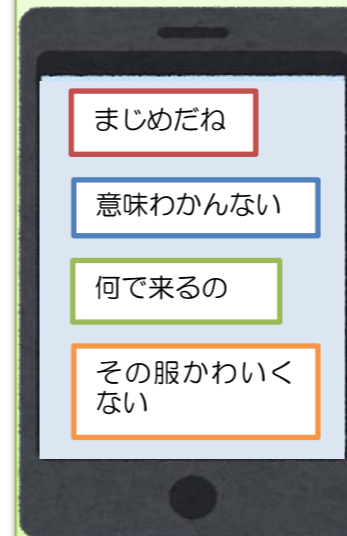 まじめだね
意味わかんない
何で来るの
その服かわいく
ない